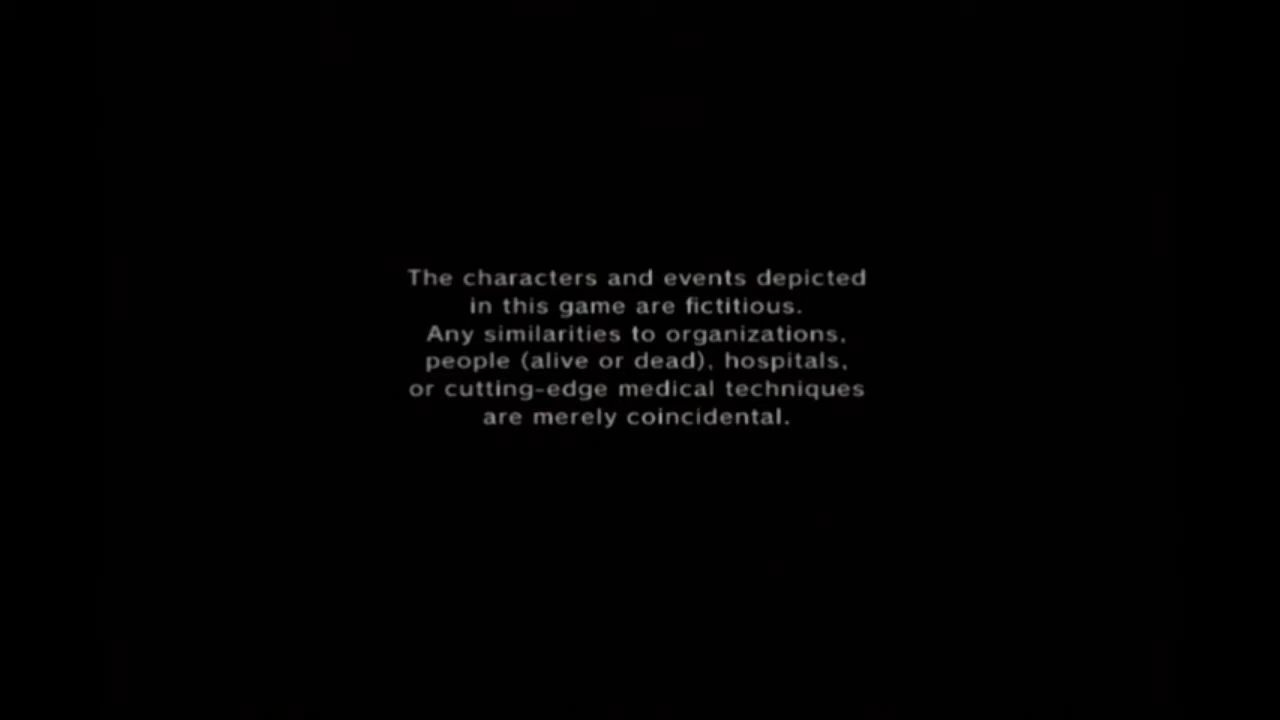 The characters and events depicted
in this game are fictitious.
Any similarities to organizations,
people (alive or dead), hospitals,
or cutting-edge medical techniques
are merely coincidental.